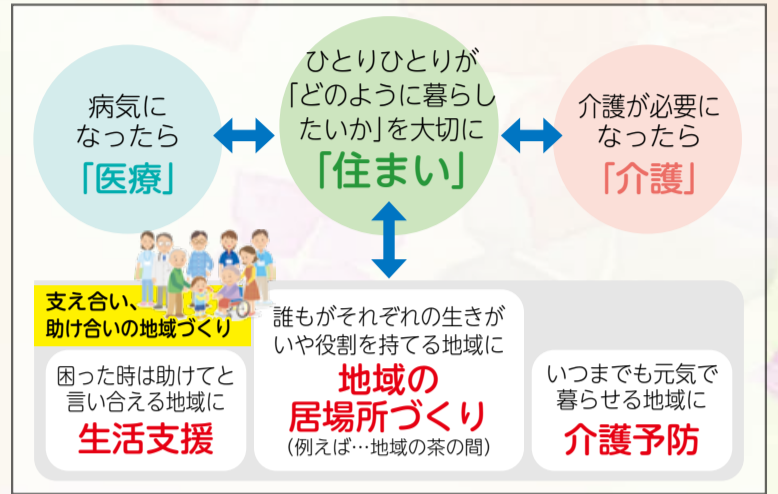 病気に
なったら
「医療」
ひとりひとりが
「どのように暮らし
たいか」を大切に
「住まい」
介護が必要に
なったら
「介護」
支え合い、
助け合いの地域づくり
困った時は助けてと
言い合える地域に
生活支援
誰もがそれぞれの生きが
いや役割を持てる地域に
地域の
居場所づくり
(例えば…地域の茶の間)
いつまでも元気で
暮らせる地域に
介護予防